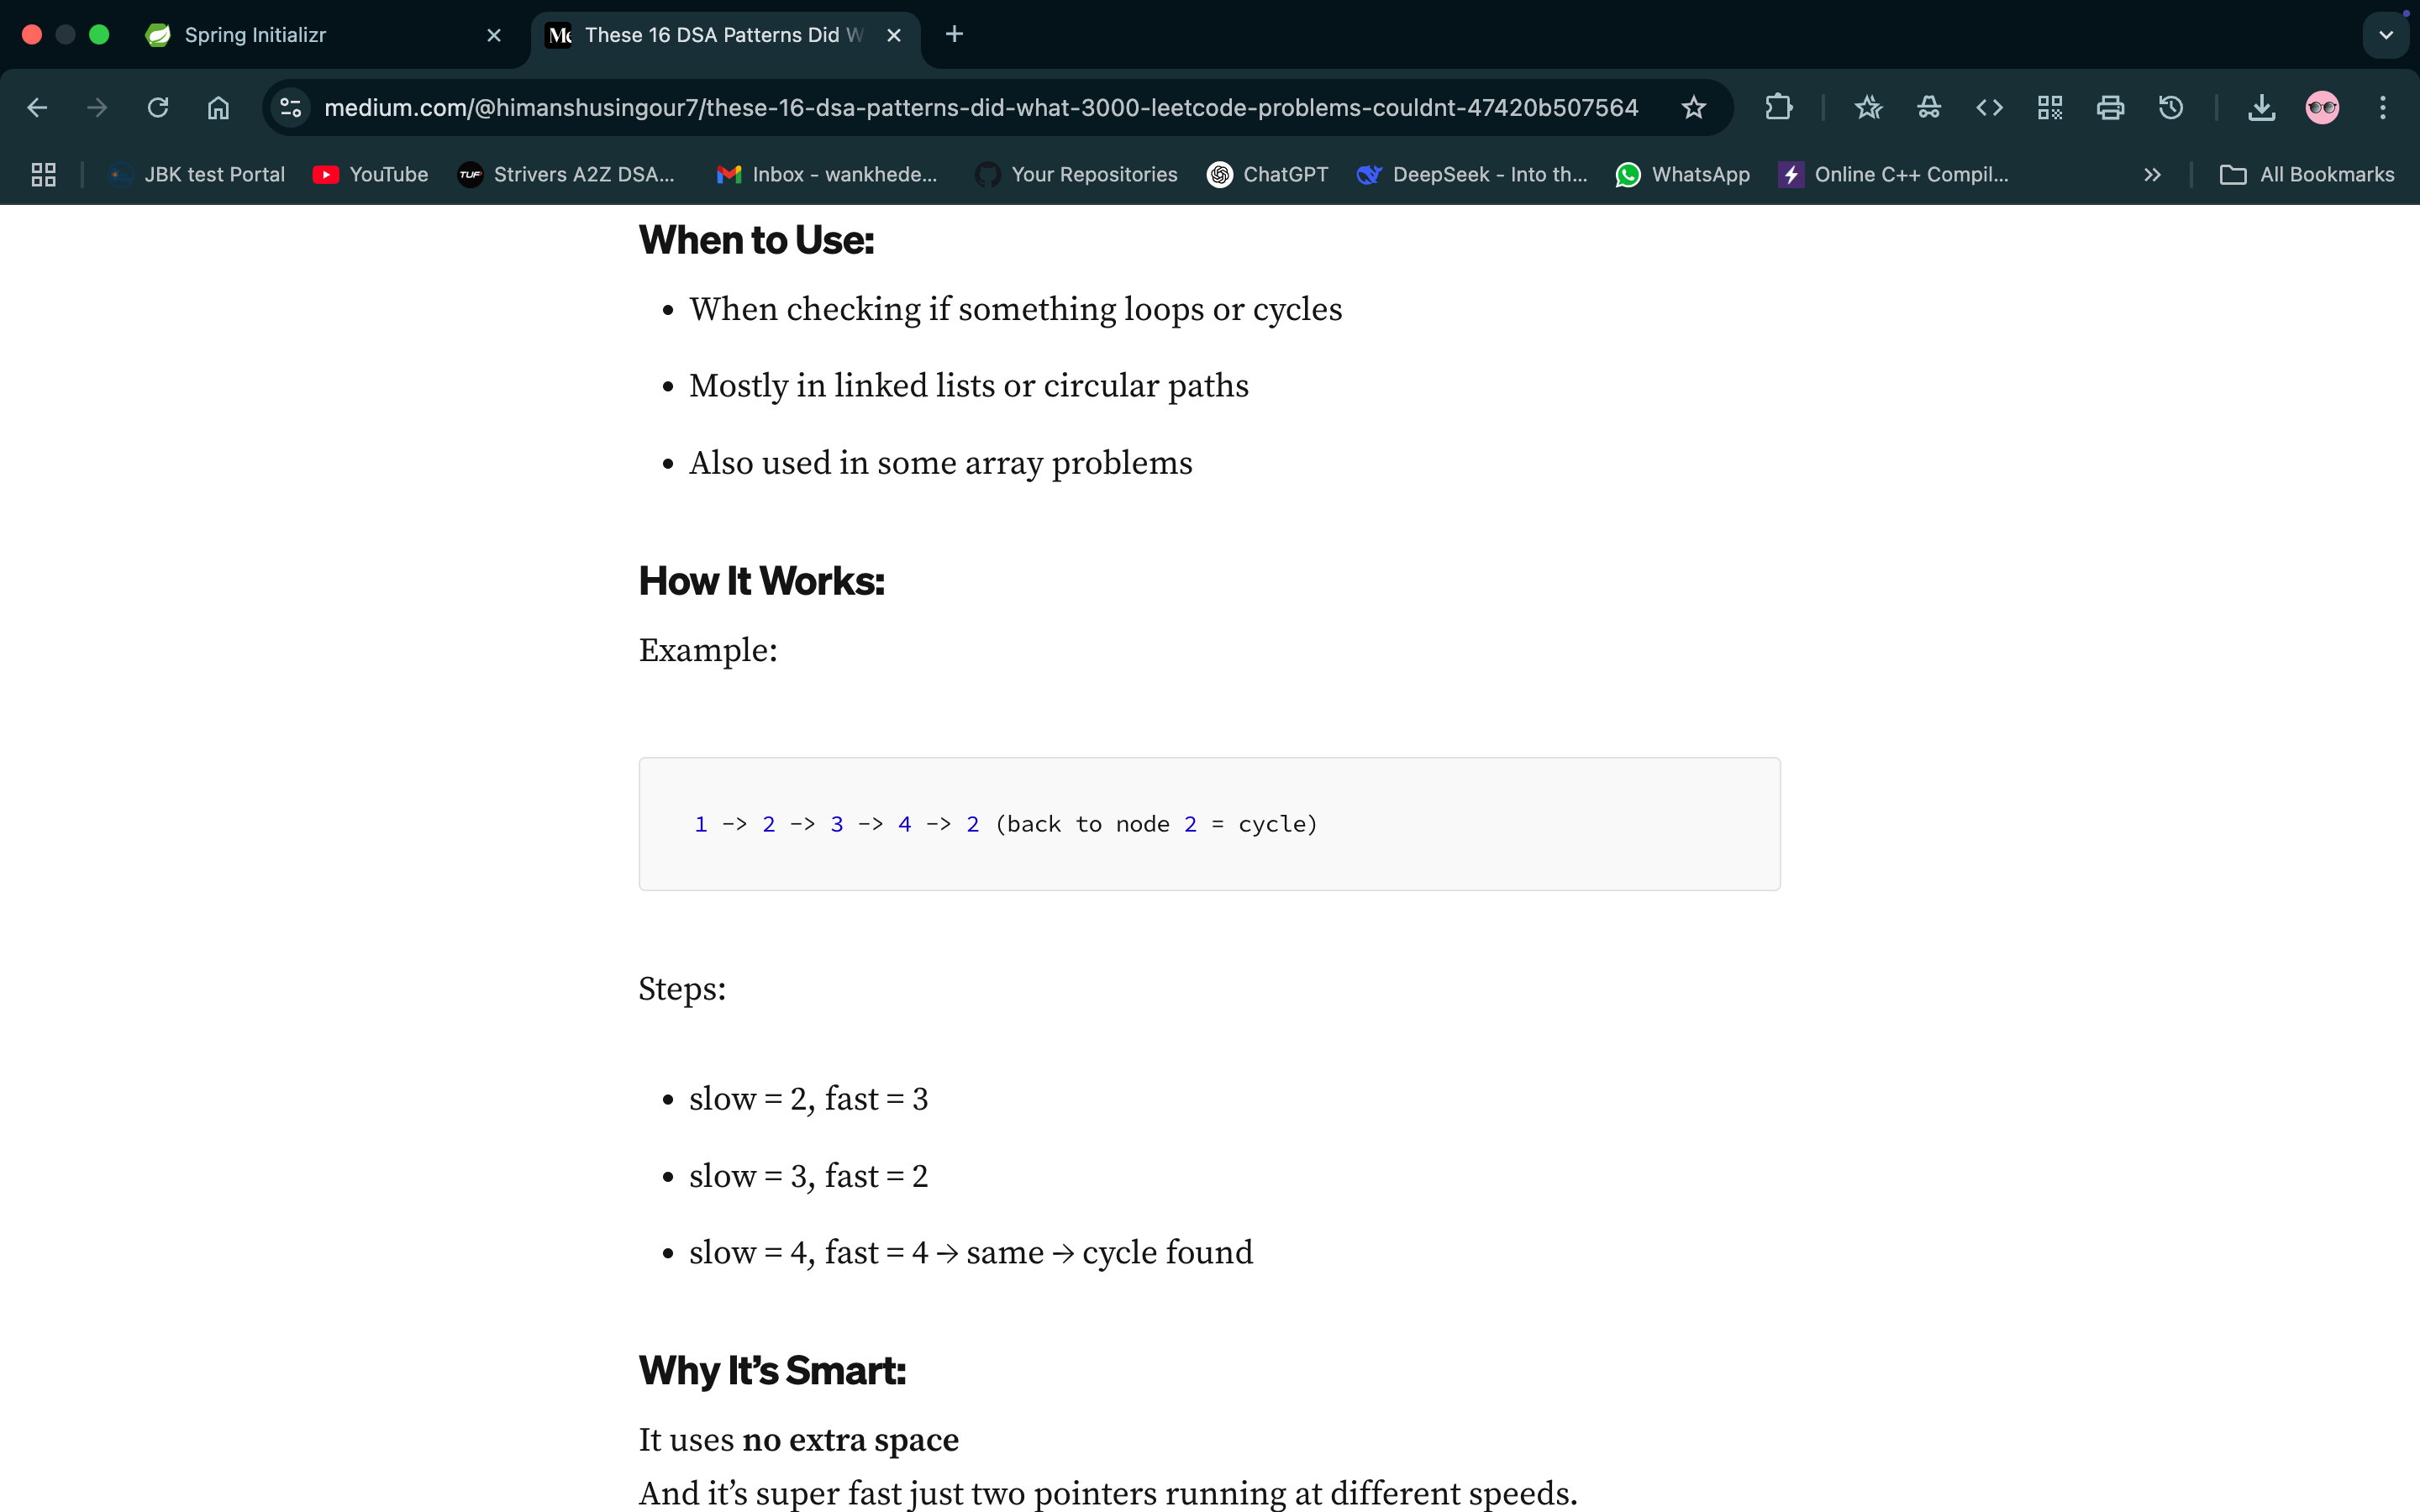 Spring Initializr
These 16 DSA Patterns Did W
medium.com/@himanshusingour7/these-16-dsa-patterns-did-what-3000-leetcode-problems-couldnt-47420b507564
JBK test Portal
YouTube
TUF
Strivers A2Z DSA...
Inbox - wankhede...
Your Repositories
ChatGPT
DeepSeek - Into th...
WhatsApp
Online C++ Compil...
All Bookmarks
When to Use:
• When checking if something loops or cycles
• Mostly in linked lists or circular paths
• Also used in some array problems
How It Works:
Example:
1 -> 2 -> 3 -> 4 -> 2 (back to node 2 = cycle)
Steps:
• slow = 2, fast = 3
• slow = 3, fast = 2
• slow = 4, fast = 4 → same → cycle found
Why It’s Smart:
It uses no extra space
And it’s super fast just two pointers running at different speeds.